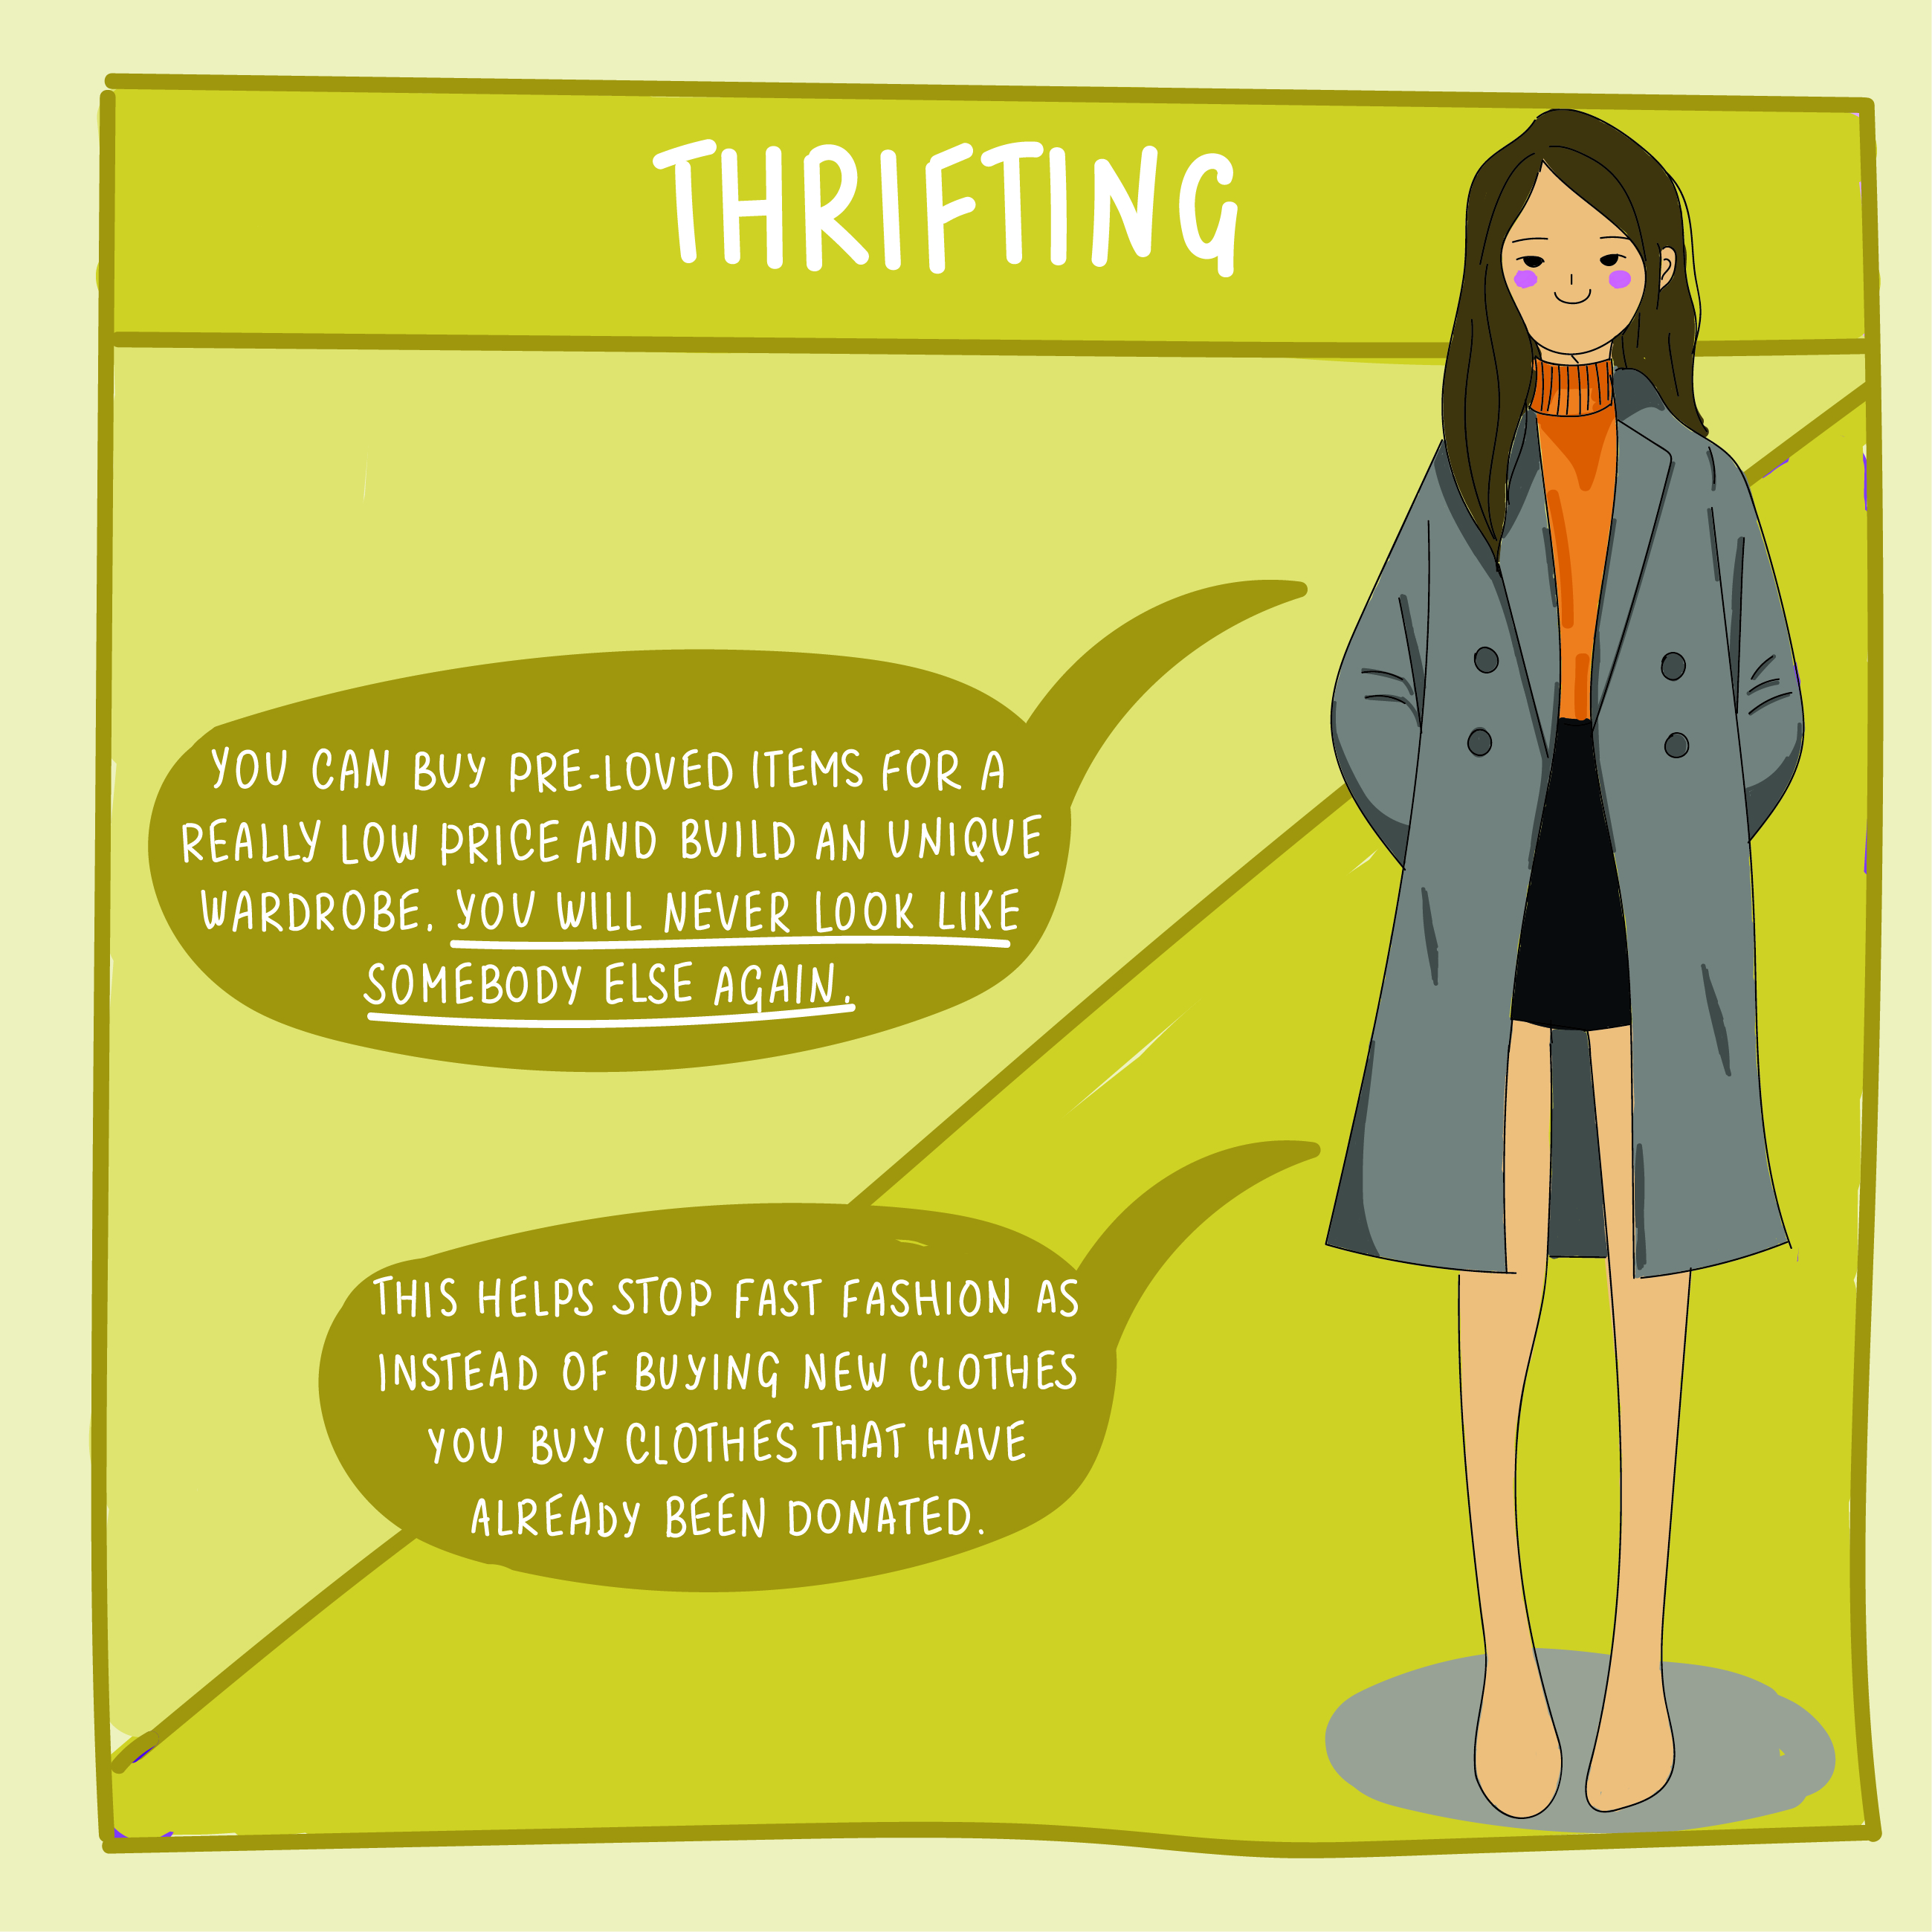 THRIFTING
YOU CAN BUY PRE-LOVED ITEMS FOR A
REALLY LOW PRICE AND BUILD AN UNIQUE
WARDROBE. YOU WILL NEVER LOOK LIKE
SOMEBODY ELSE AGAIN.
THIS HELPS STOP FAST FASHION AS
INSTEAD OF BUYING NEW CLOTHES
YOU BUY CLOTHES THAT HAVE
ALREADY BEEN DONATED.